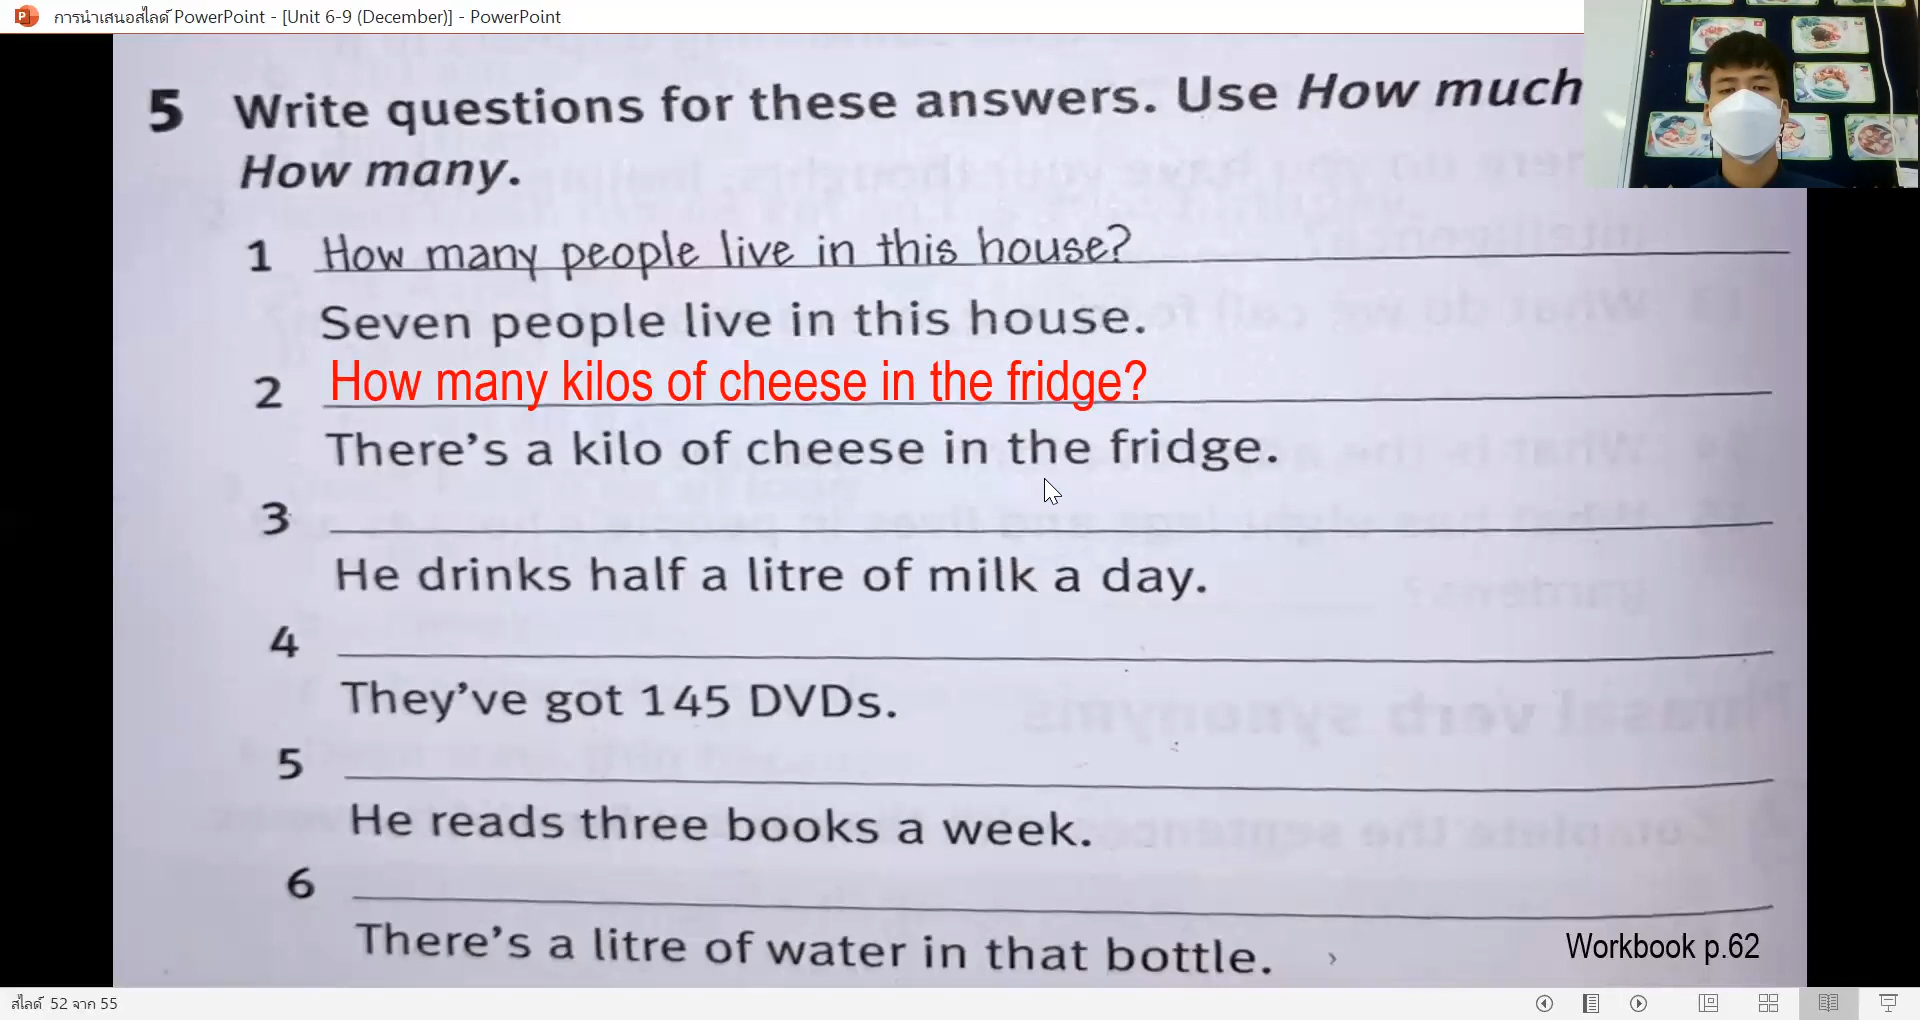 การนำเสนอสไลด์ PowerPoint - [Unit 6-9 (December)] - PowerPoint
5 Write questions for these answers. Use How much
How many.
1 How many people live in this house?
Seven people live in this house.
2 How many kilos of cheese in the fridge?
There's a kilo of cheese in the fridge.
3
He drinks half a litre of milk a day.
4
They've got 145 DVDs.
5
He reads three books a week.
6
There's a litre of water in that bottle.
Workbook p.62
สไลด์ 52 จาก 55